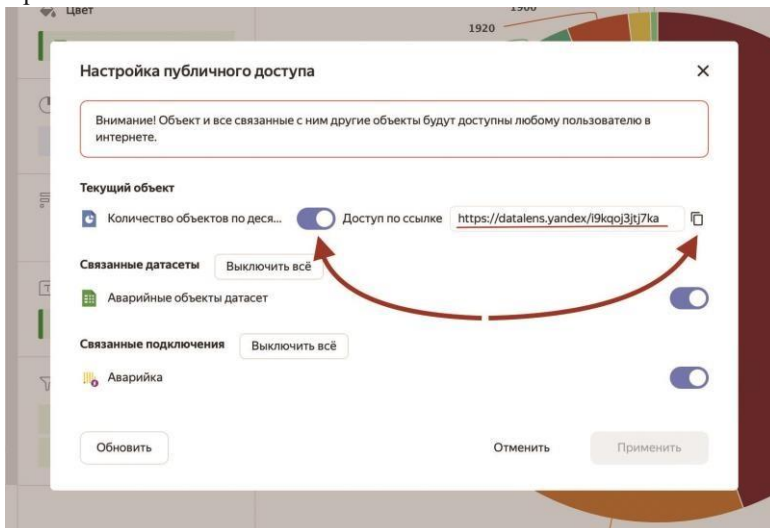 Цвет
1900
1920
Настройка публичного доступа
Внимание! Объект и все связанные с ним другие объекты будут доступны любому пользователю в
интернете.
Текущий объект
Количество объектов по деся... Доступ по ссылке https://datalens.yandex/i9kqoj3jtj7ka
Связанные датасеты Выключить всё
Аварийные объекты датасет
Связанные подключения Выключить всё
Аварийка
Обновить Отменить Применить